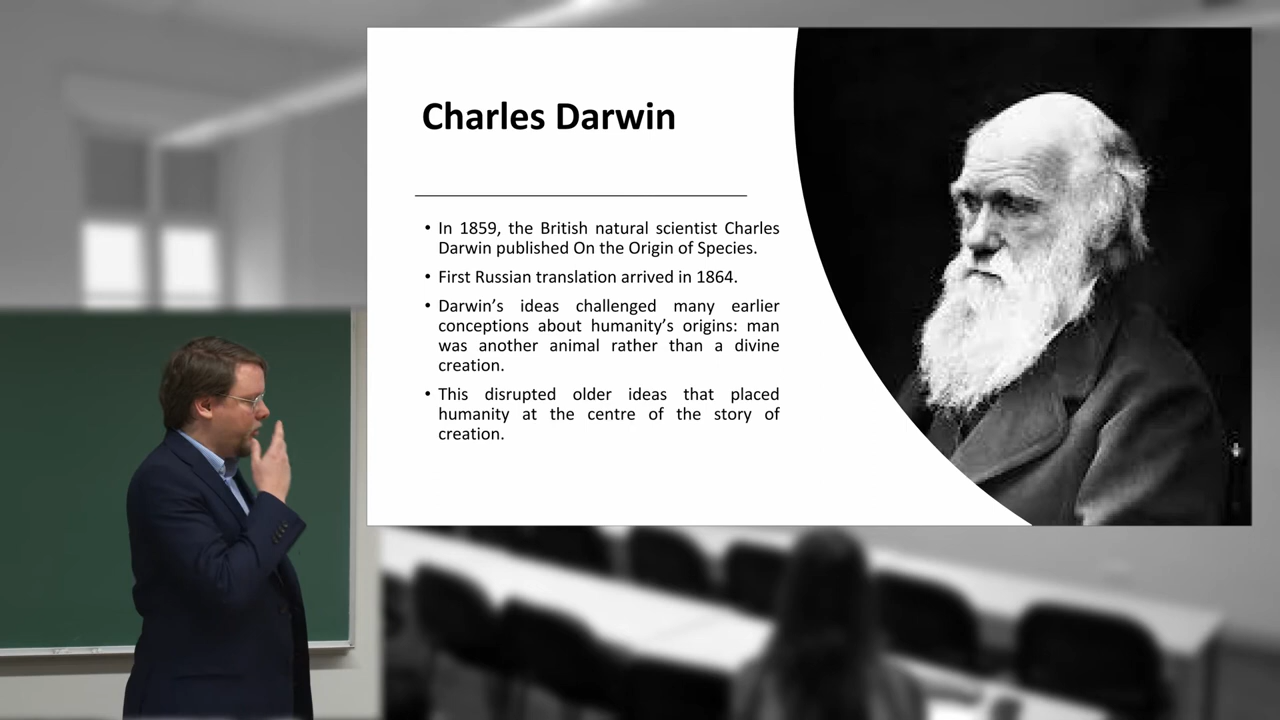 Charles Darwin
• In 1859, the British natural scientist Charles
Darwin published On the Origin of Species.
• First Russian translation arrived in 1864.
• Darwin’s ideas challenged many earlier
conceptions about humanity’s origins: man
was another animal rather than a divine
creation.
• This disrupted older ideas that placed
humanity at the centre of the story of
creation.